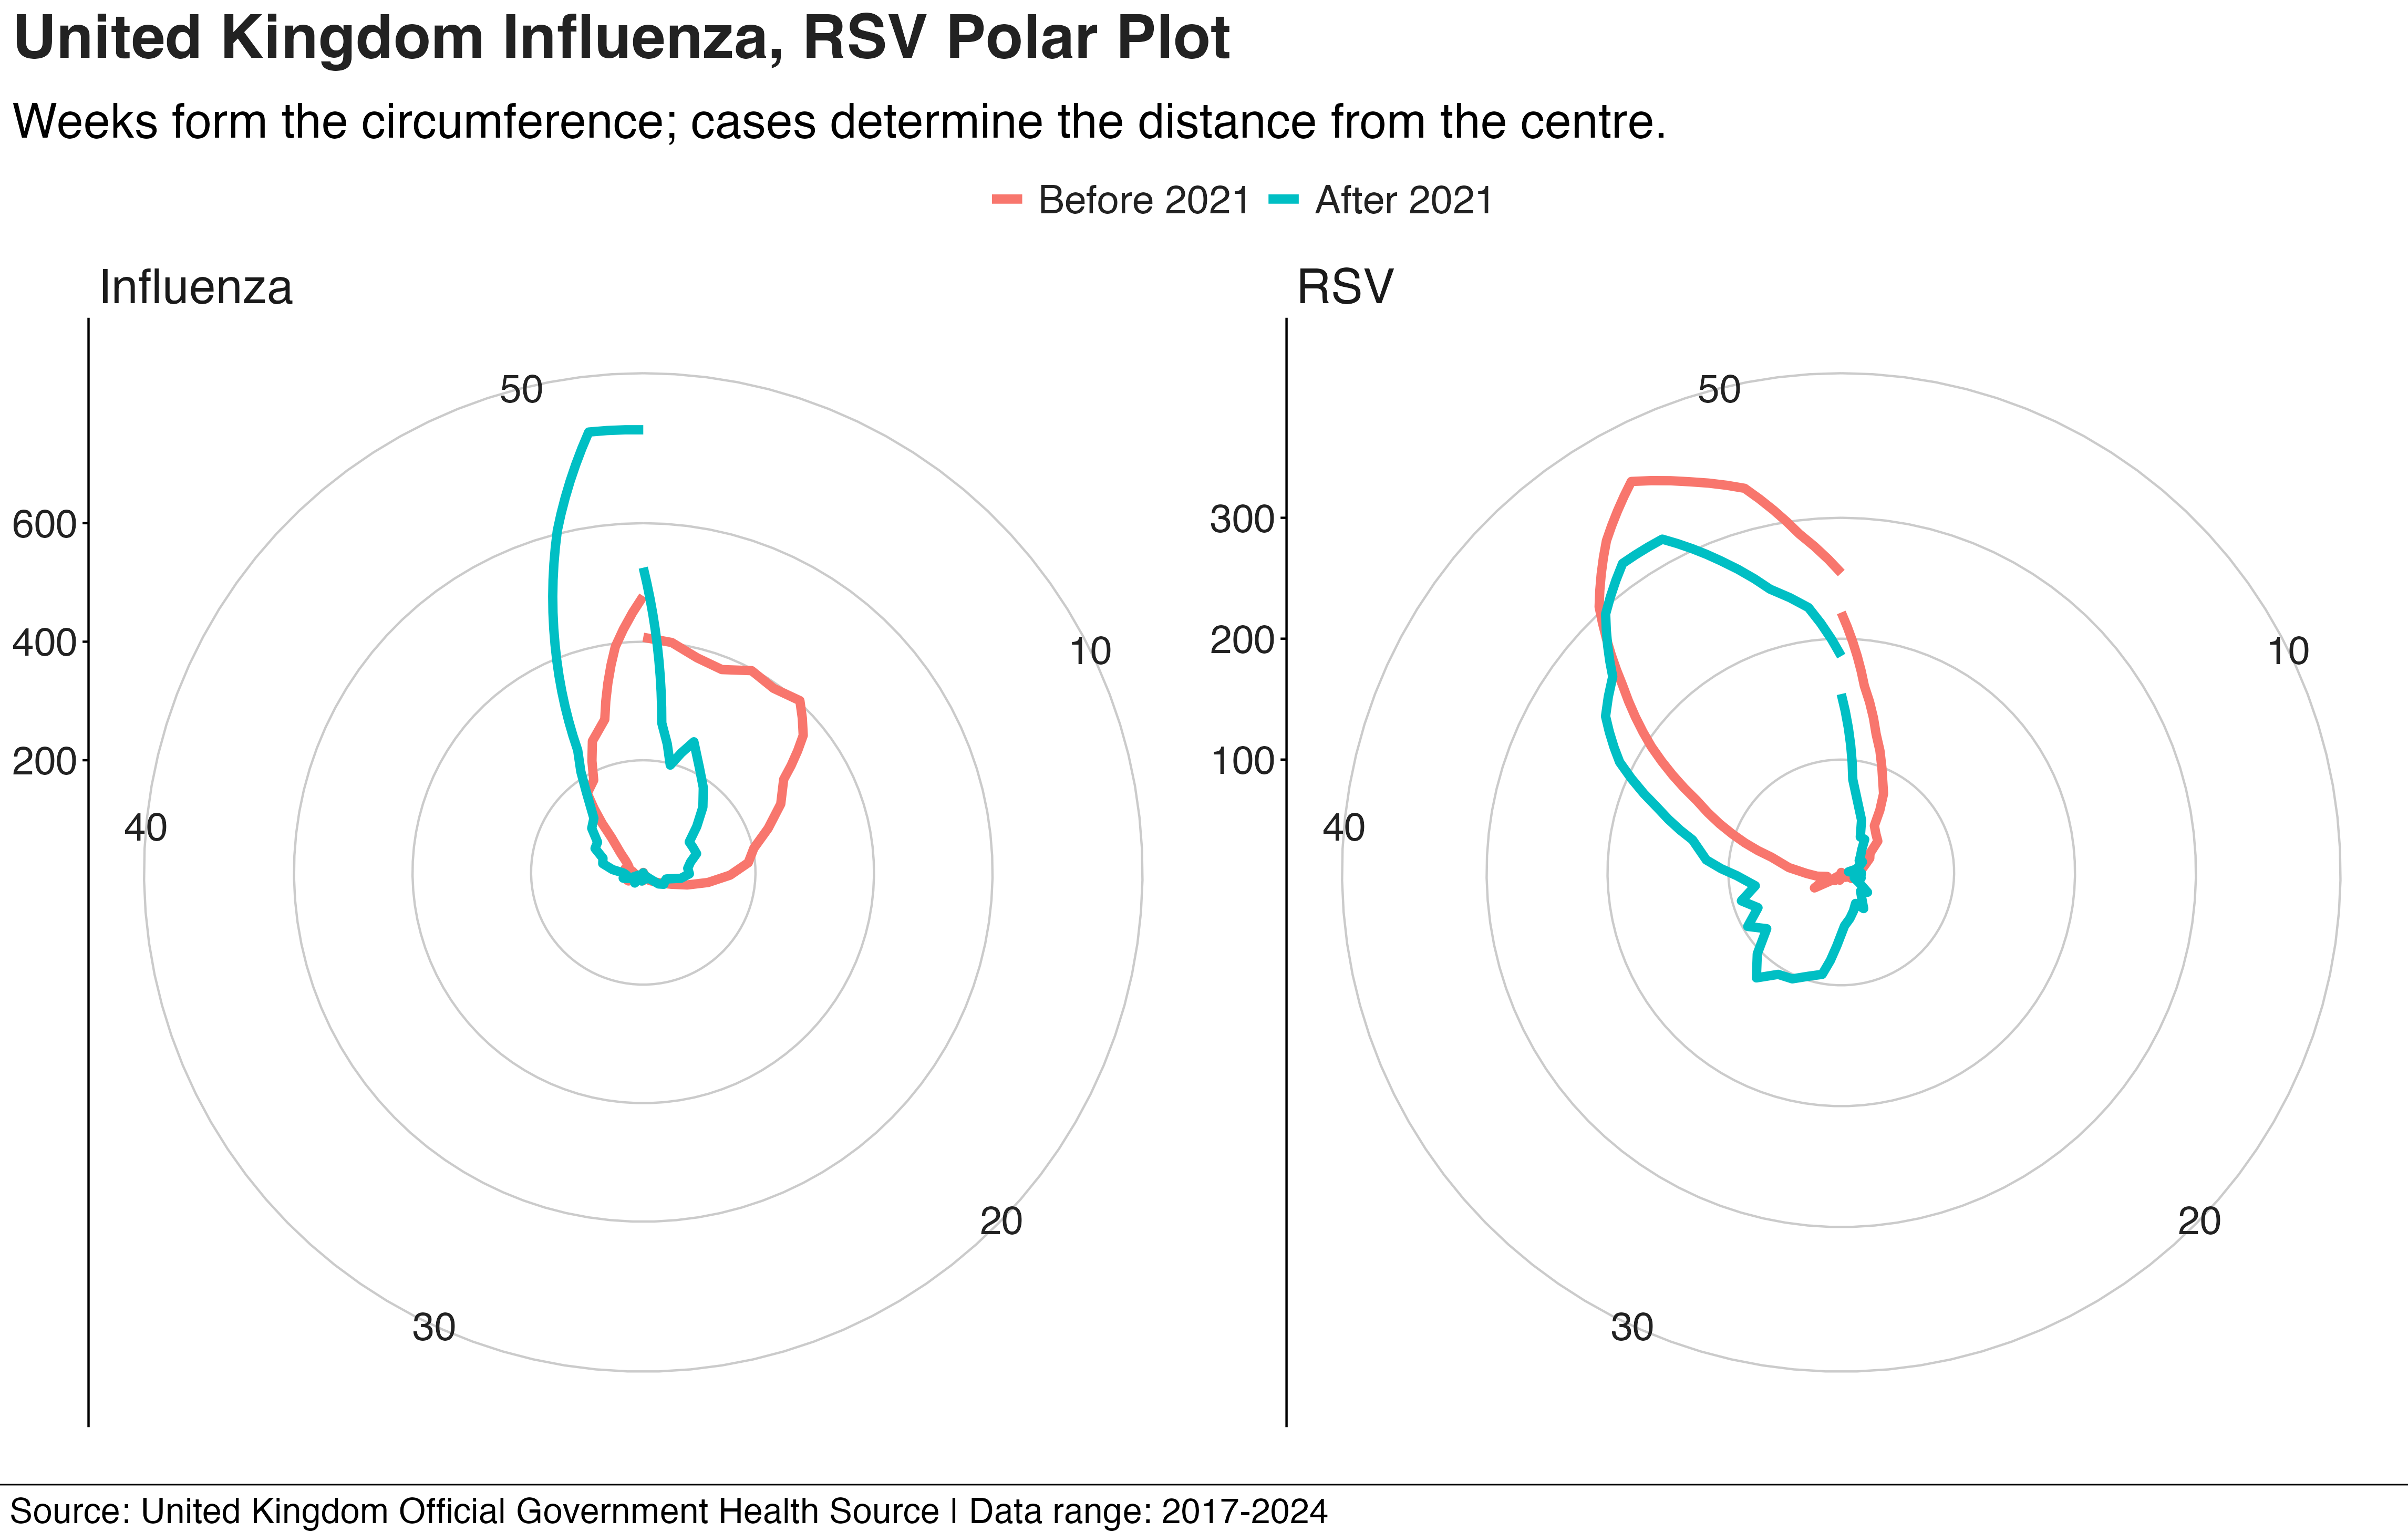 United Kingdom Influenza, RSV Polar Plot
Weeks form the circumference; cases determine the distance from the centre.
Before 2021 After 2021
Influenza
50
10
600
400
200
40
20
30
RSV
50
10
300
200
100
40
20
30
Source: United Kingdom Official Government Health Source | Data range: 2017-2024